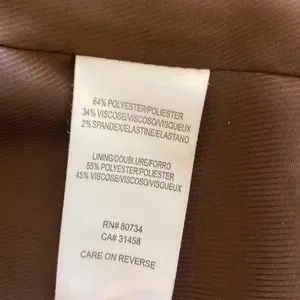 64% POLYESTER/POLIESTER
34% VISCOSE/VISCOSO/VISQUEUX
2% SPANDEX/ELASTINE/ELASTANO
LINING/DOUBLURE/FORRO
55% POLYESTER/POLIESTER
45% VISCOSE/VISCOSO/VISQUEUX
RN# 80734
CA# 31458
CARE ON REVERSE